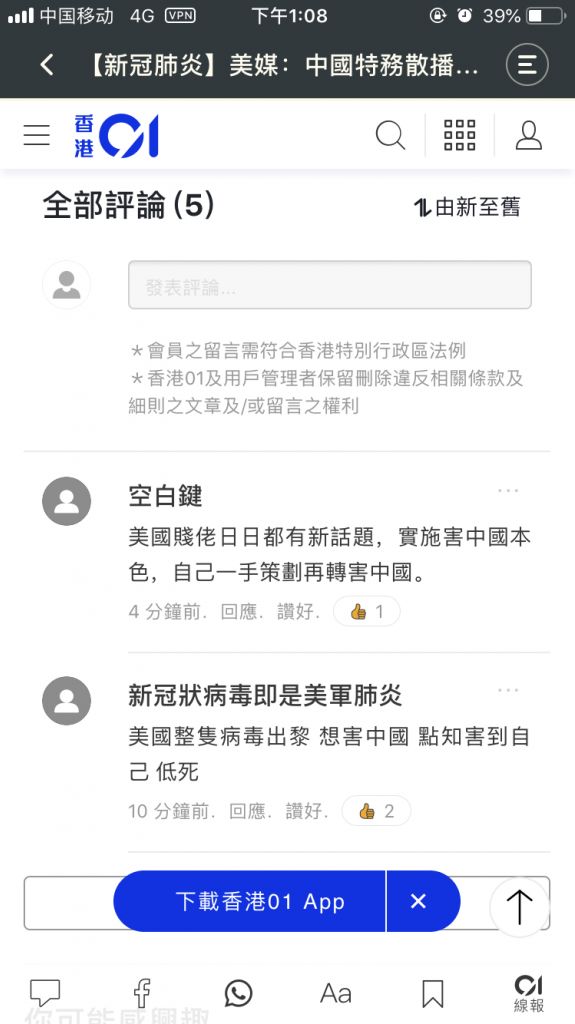 中国移动 4G VPN 下午1:08 39%
【新冠肺炎】美媒：中國特務散播...
香港01
全部評論 (5)
由新至舊
發表評論...
＊會員之留言需符合香港特別行政區法例
＊香港01及用戶管理者保留刪除違反相關條款及
細則之文章及/或留言之權利
空白鍵
美國賤佬日日都有新話題，實施害中國本
色，自己一手策劃再轉害中國。
4 分鐘前. 回應. 讚好. 1
新冠狀病毒即是美軍肺炎
美國整隻病毒出黎 想害中國 點知害到自
己 低死
10 分鐘前. 回應. 讚好. 2
下載香港01 App ×
Aa
01
線報
你可能感興趣